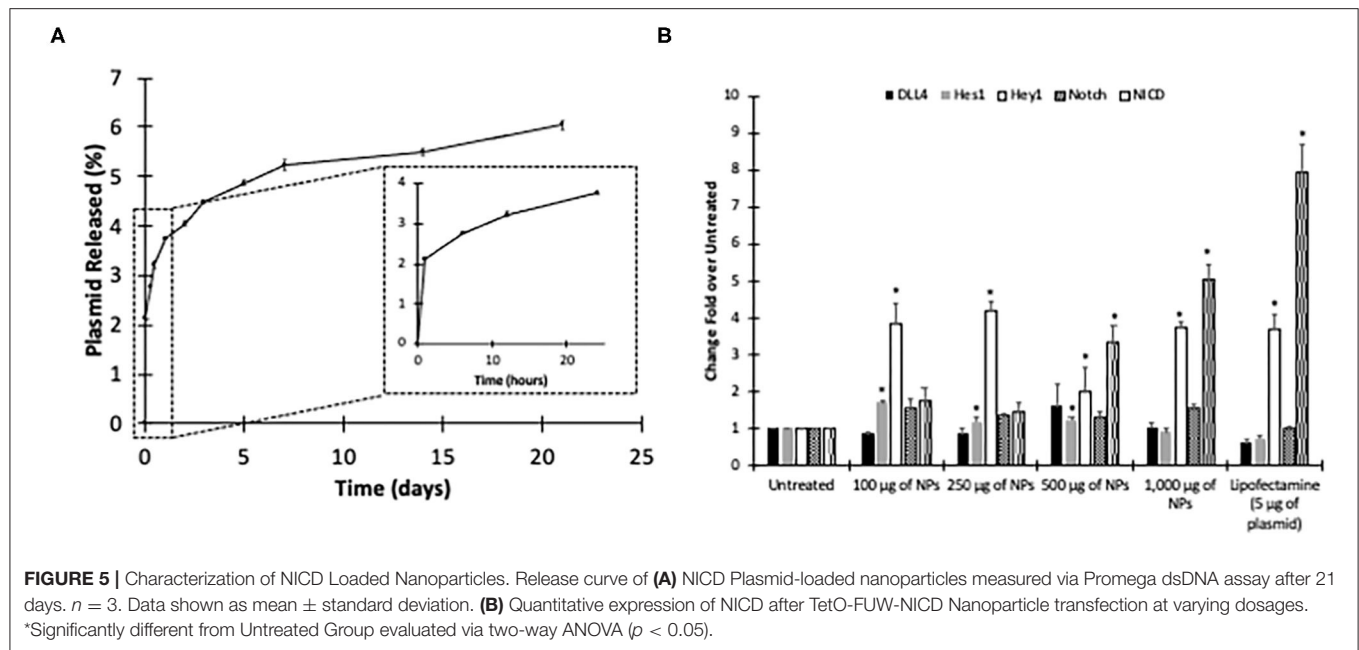 A
B
7
6
5
4
3
2
1
0
Plasmid Released (%)
0 5 10 15 20 25
Time (days)
4
3
2
1
0
0 10 20
Time (hours)
DLL4 Hes1 Hey1 Notch NICD
10
9
8
7
6
5
4
3
2
1
0
Change Fold over Untreated
* * * * * * * * * * *
Untreated 100 µg of NPs 250 µg of NPs 500 µg of NPs 1,000 µg of NPs Lipofectamine (5 µg of plasmid)
FIGURE 5 | Characterization of NICD Loaded Nanoparticles. Release curve of (A) NICD Plasmid-loaded nanoparticles measured via Promega dsDNA assay after 21
days. n = 3. Data shown as mean ± standard deviation. (B) Quantitative expression of NICD after TetO-FUW-NICD Nanoparticle transfection at varying dosages.
*Significantly different from Untreated Group evaluated via two-way ANOVA (p < 0.05).